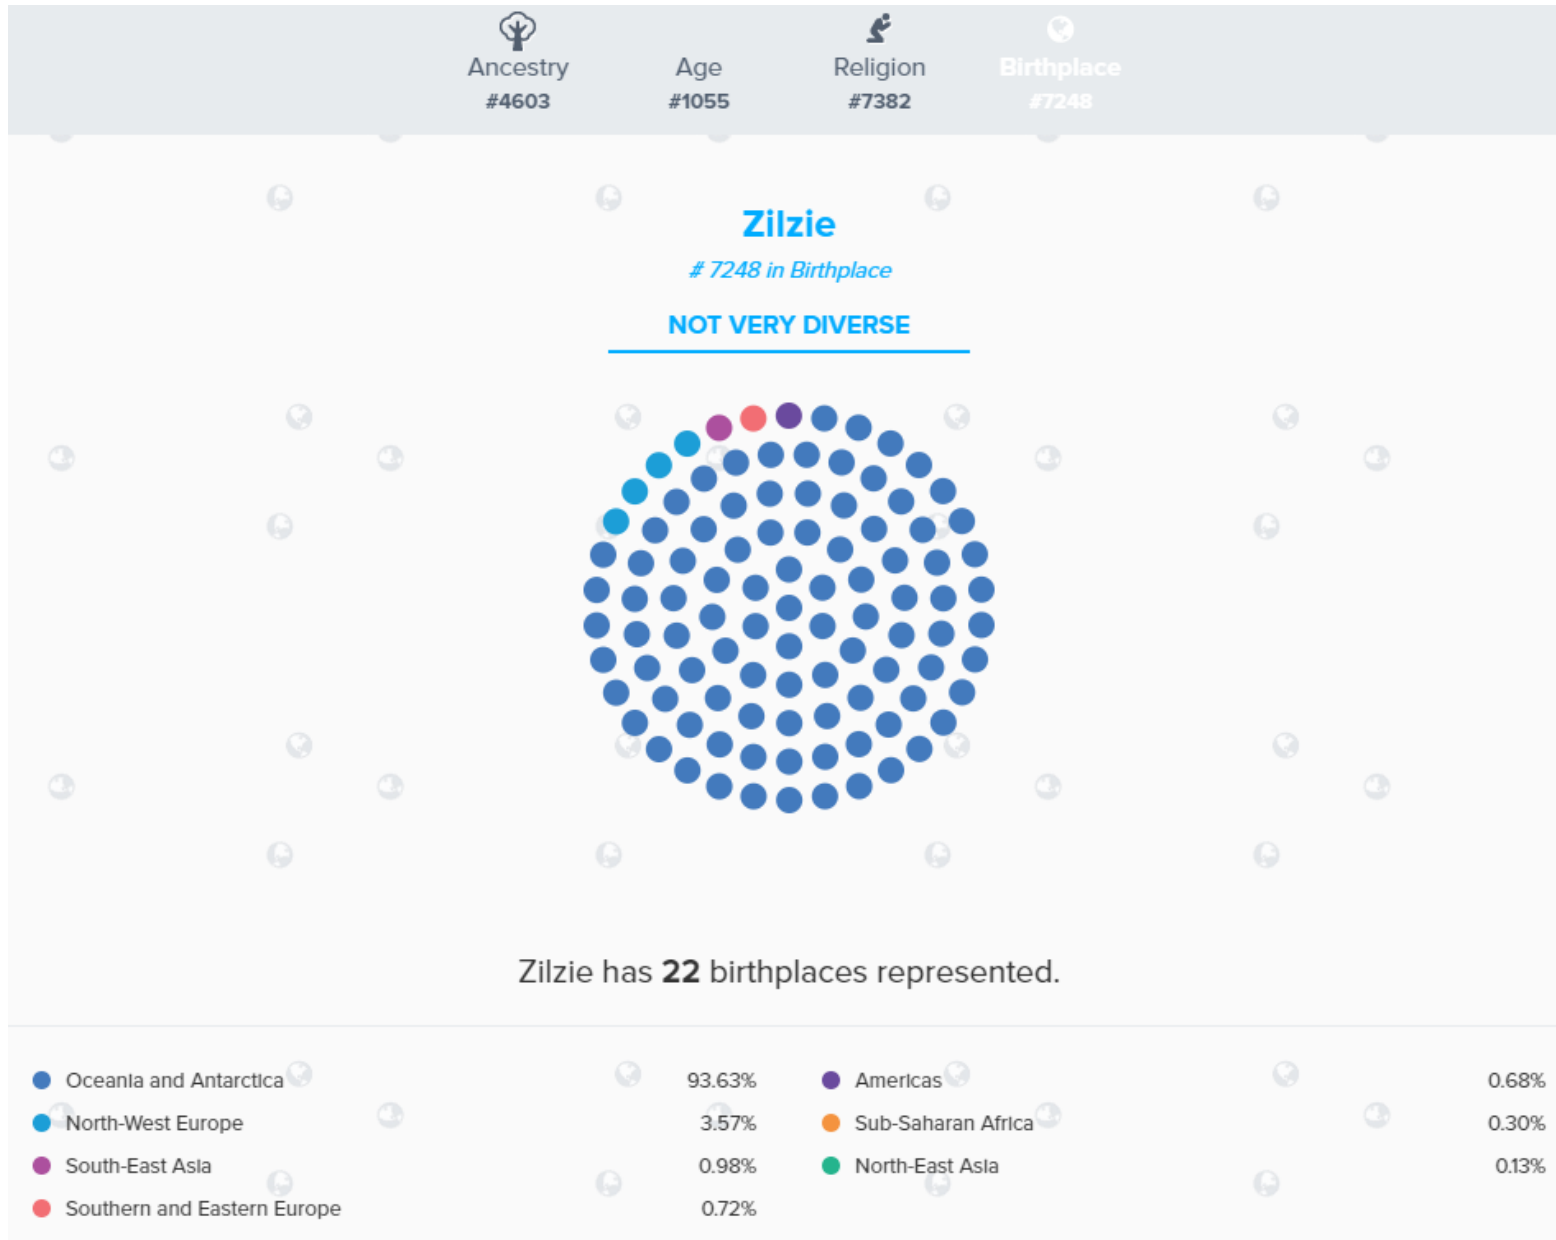 Ancestry Age Religion Birthplace
#4603 #1055 #7382 #7248
Zilzie
# 7248 in Birthplace
NOT VERY DIVERSE
Zilzie has 22 birthplaces represented.
Oceania and Antarctica 93.63% Americas 0.68%
North-West Europe 3.57% Sub-Saharan Africa 0.30%
South-East Asia 0.98% North-East Asia 0.13%
Southern and Eastern Europe 0.72%